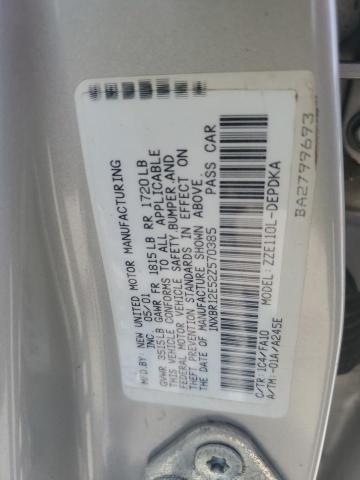 MFD.BY NEW UNITED MOTOR MANUFACTURING
INC. 05/01
GVWR 3515LB GAWR FR 1815LB RR 1720LB
THIS VEHICLE CONFORMS TO ALL APPLICABLE
FEDERAL MOTOR VEHICLE SAFETY,BUMPER,AND
THEFT PREVENTION STANDARDS IN EFFECT ON
THE DATE OF MANUFACTURE SHOWN ABOVE.
1NXBR12E52Z570385 PASS CAR
MODEL: ZZE110L-DEPDKA
C/TR:1C4/FA10
A/TM:-01A/A245E
BA2799693